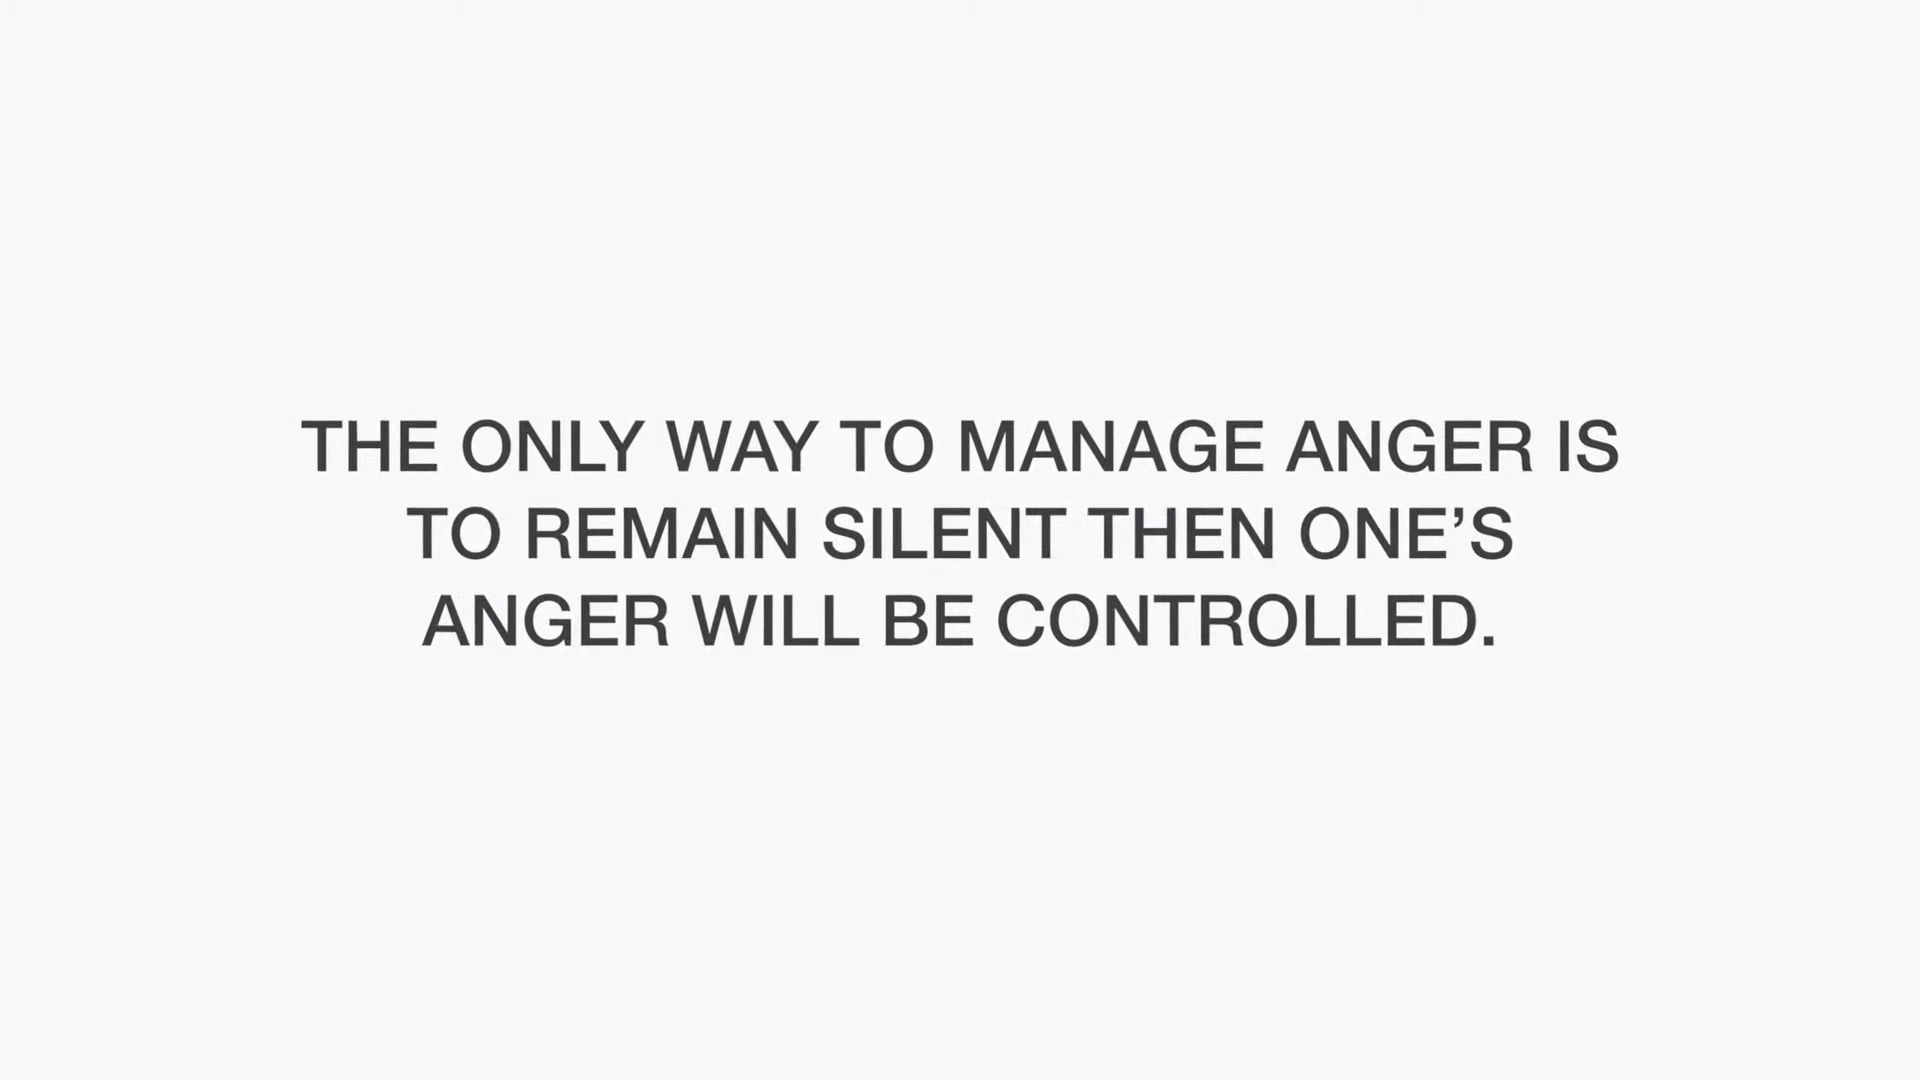 THE ONLY WAY TO MANAGE ANGER IS
TO REMAIN SILENT THEN ONE’S
ANGER WILL BE CONTROLLED.